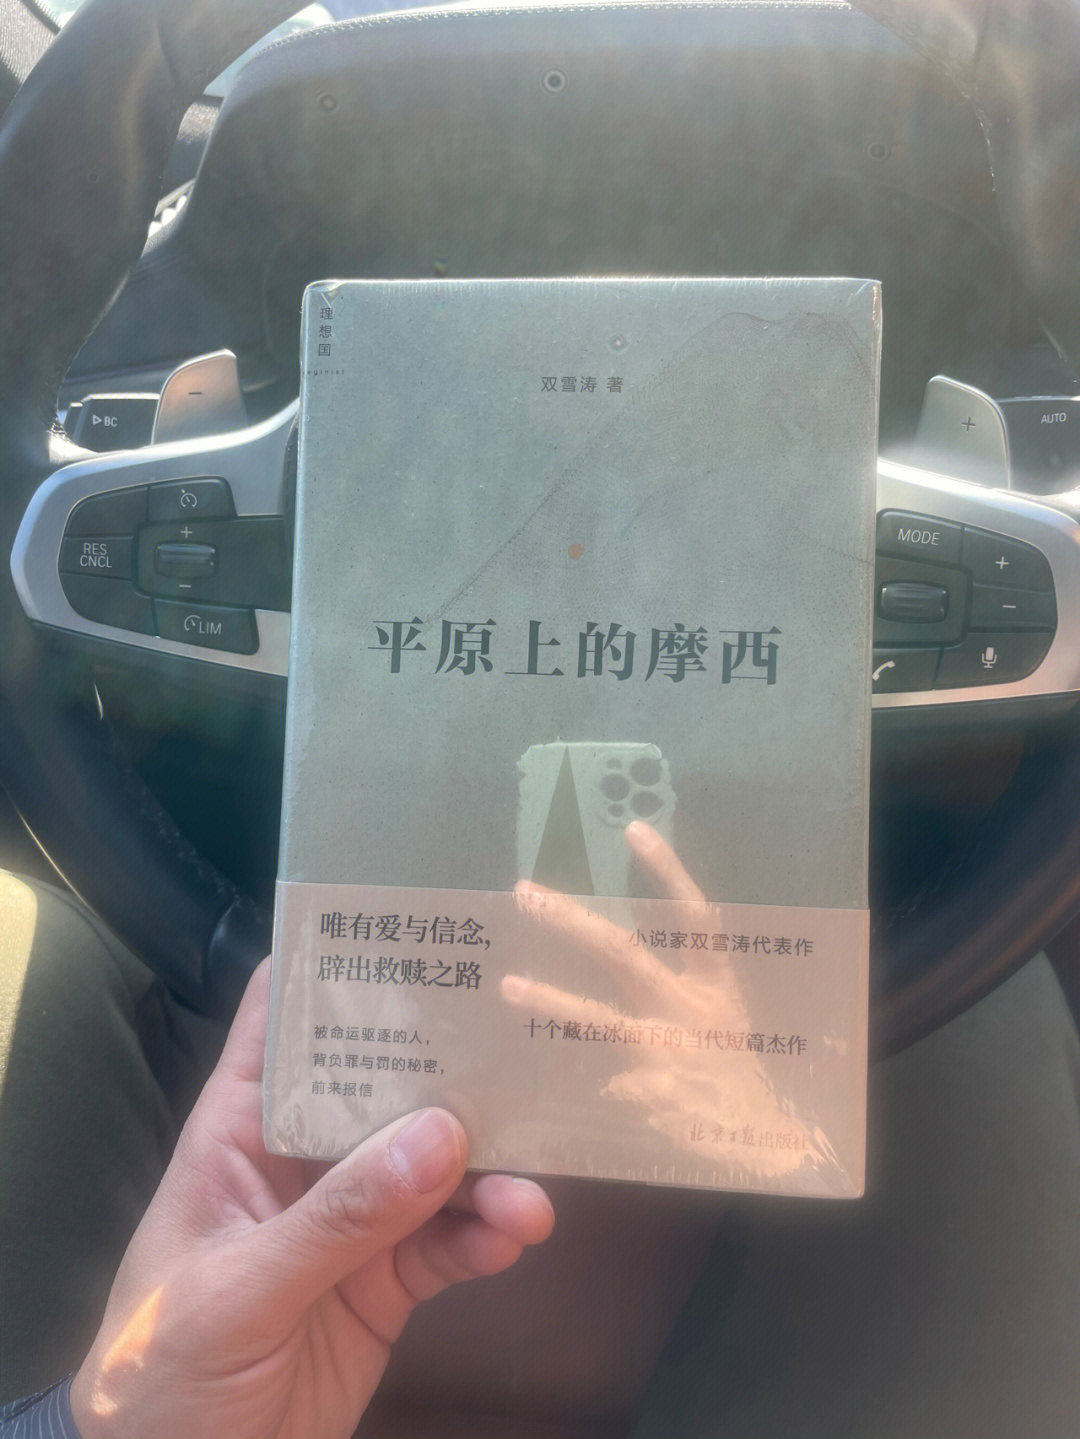 理想国
双雪涛 著
平原上的摩西
唯有爱与信念，
辟出救赎之路
小说家双雪涛代表作
被命运驱逐的人，
背负罪与罚的秘密，
前来报信
十个藏在冰面下的当代短篇杰作
北京日报出版社
BC
−
+
AUTO
RES
CNCL
+
−
LIM
MODE
+
−